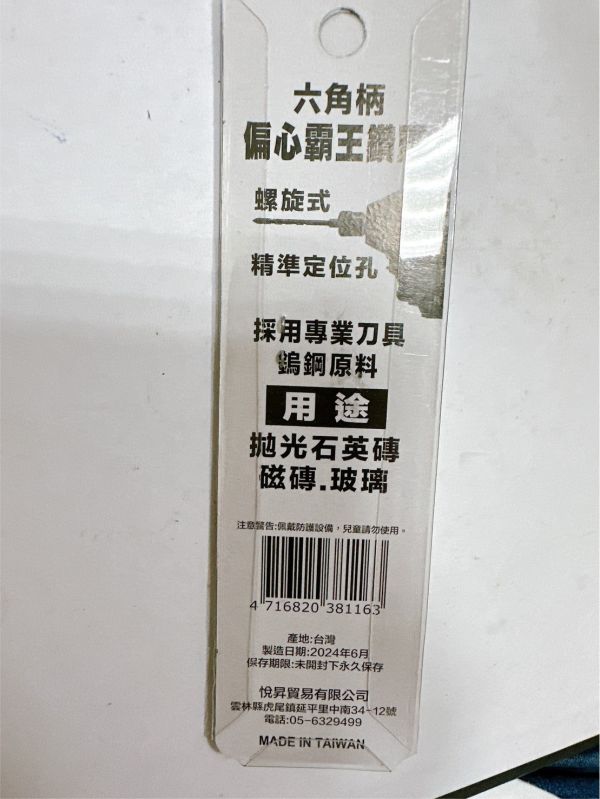 六角柄
偏心霸王鑽
螺旋式
精準定位孔
採用專業刀具
鎢鋼原料
用途
拋光石英磚
磁磚.玻璃
注意警告:佩戴防護設備，兒童請勿使用。
4 716820 381163
產地:台灣
製造日期:2024年6月
保存期限:未開封下永久保存
悅昇貿易有限公司
雲林縣虎尾鎮延平里中南34-12號
電話:05-6329499
MADE IN TAIWAN